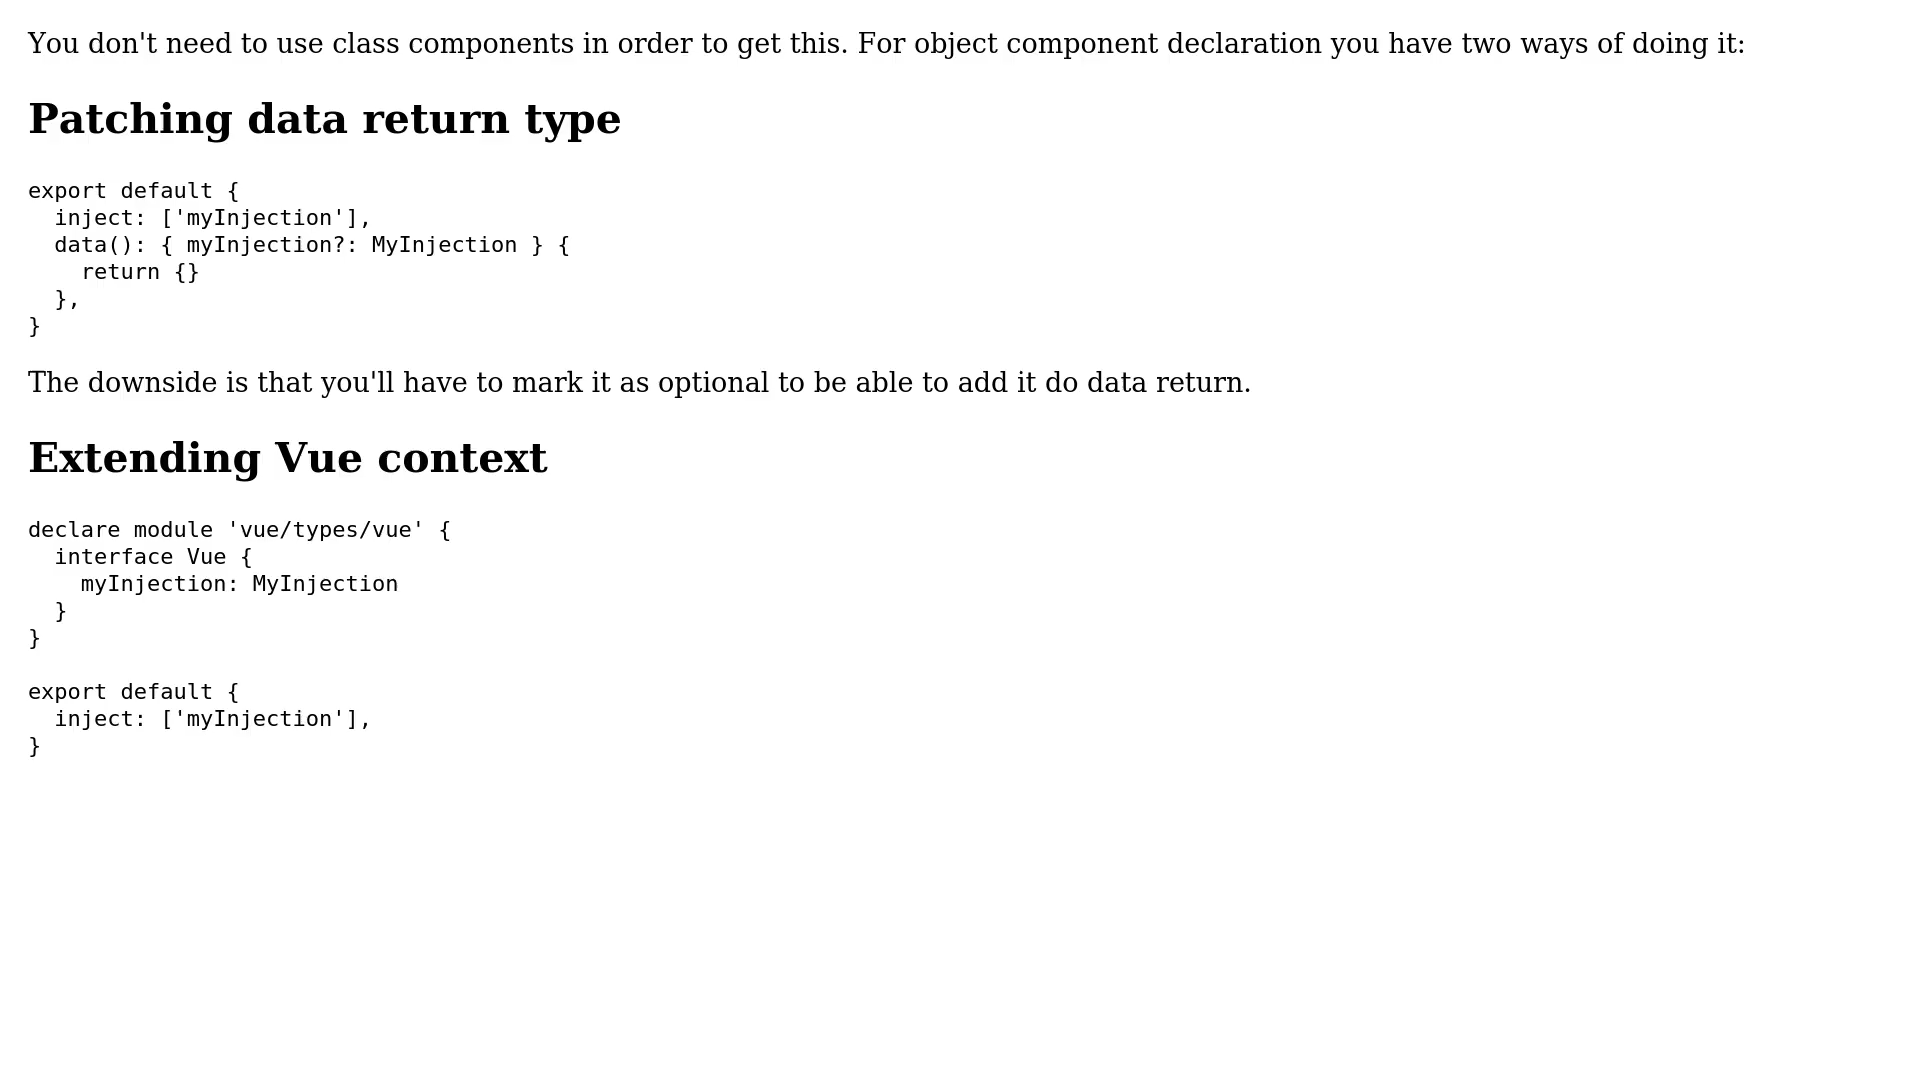 You don't need to use class components in order to get this. For object component declaration you have two ways of doing it:
Patching data return type
export default {
  inject: ['myInjection'],
  data(): { myInjection?: MyInjection } {
    return {}
  },
}
The downside is that you'll have to mark it as optional to be able to add it do data return.
Extending Vue context
declare module 'vue/types/vue' {
  interface Vue {
    myInjection: MyInjection
  }
}
export default {
  inject: ['myInjection'],
}